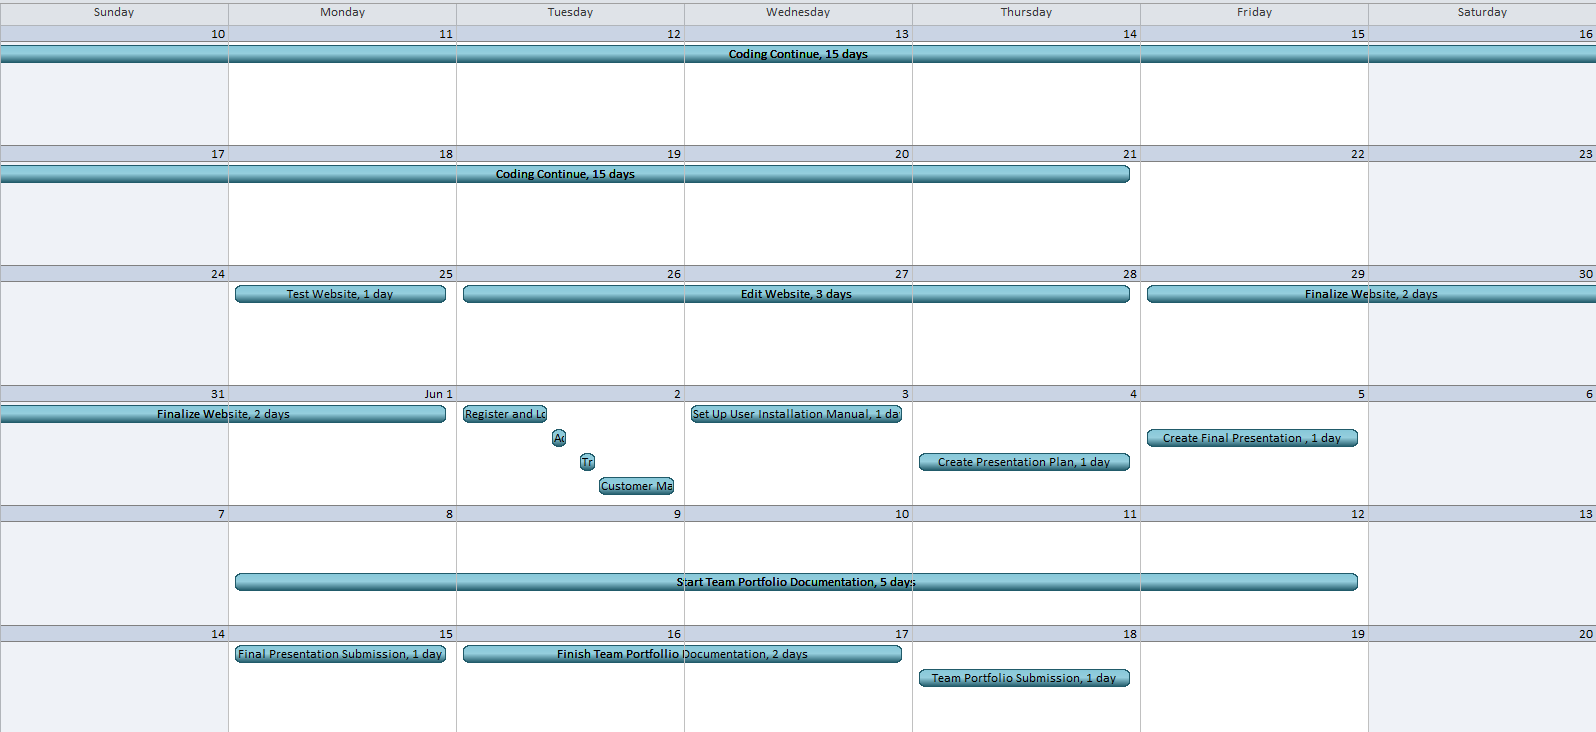 Sunday Monday Tuesday Wednesday Thursday Friday Saturday
10 11 12 13 14 15 16
Coding Continue, 15 days
17 18 19 20 21 22 23
Coding Continue, 15 days
24 25 26 27 28 29 30
Test Website, 1 day Edit Website, 3 days Finalize Website, 2 days
31 Jun 1 2 3 4 5 6
Finalize Website, 2 days Register and Lo Set Up User Installation Manual, 1 da
Create Final Presentation , 1 day
Tr Create Presentation Plan, 1 day
Customer Ma
7 8 9 10 11 12 13
Start Team Portfolio Documentation, 5 days
14 15 16 17 18 19 20
Final Presentation Submission, 1 day Finish Team Portfollio Documentation, 2 days
Team Portfolio Submission, 1 day